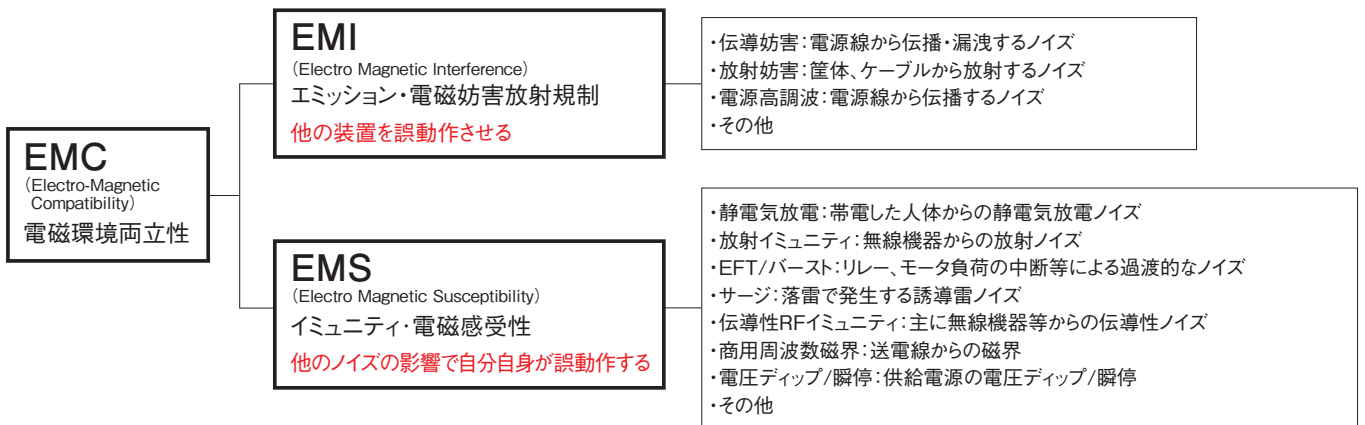 EMC
（Electro-Magnetic
Compatibility）
電磁環境両立性
EMI
（Electro Magnetic Interference）
エミッション・電磁妨害放射規制
他の装置を誤動作させる
・伝導妨害：電源線から伝播・漏洩するノイズ
・放射妨害：筐体、ケーブルから放射するノイズ
・電源高調波：電源線から伝播するノイズ
・その他
EMS
（Electro Magnetic Susceptibility）
イミュニティ・電磁感受性
他のノイズの影響で自分自身が誤動作する
・静電気放電：帯電した人体からの静電気放電ノイズ
・放射イミュニティ：無線機器からの放射ノイズ
・EFT/バースト：リレー、モータ負荷の中断等による過渡的なノイズ
・サージ：落雷で発生する誘導雷ノイズ
・伝導性RFイミュニティ：主に無線機器等からの伝導性ノイズ
・商用周波数磁界：送電線からの磁界
・電圧ディップ/瞬停：供給電源の電圧ディップ/瞬停
・その他